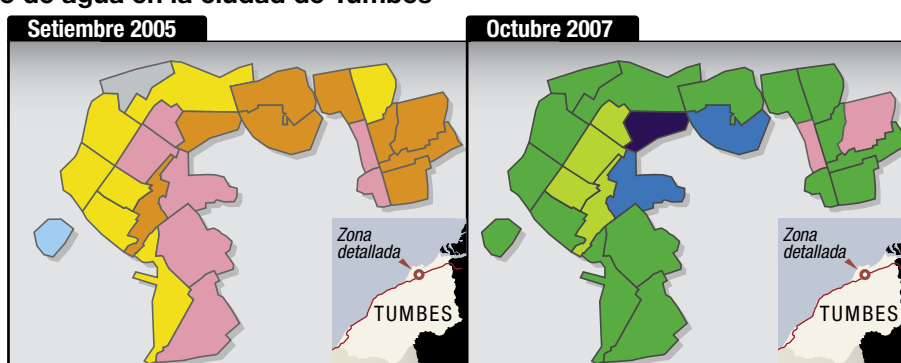 de agua en la ciudad de Tumbes
Setiembre 2005
Octubre 2007
Zona
detallada
TUMBES
Zona
detallada
TUMBES